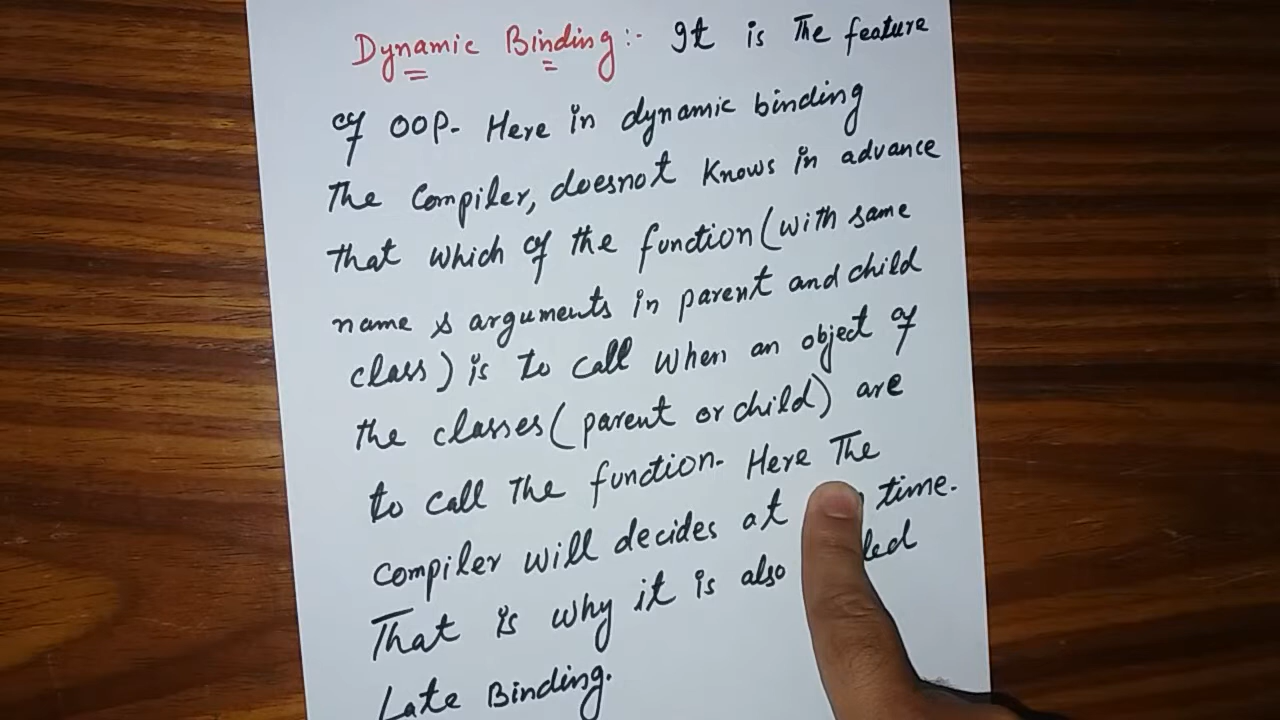 Dynamic Binding:- It is The feature
of OOP- Here in dynamic binding
The Compiler, doesnot Knows in advance
That which of the function (with same
name & arguments in parent and child
class) is to call when an object of
the classes (parent or child) are
to call The function- Here The
compiler will decides at time.
That is why it is also
Late Binding.